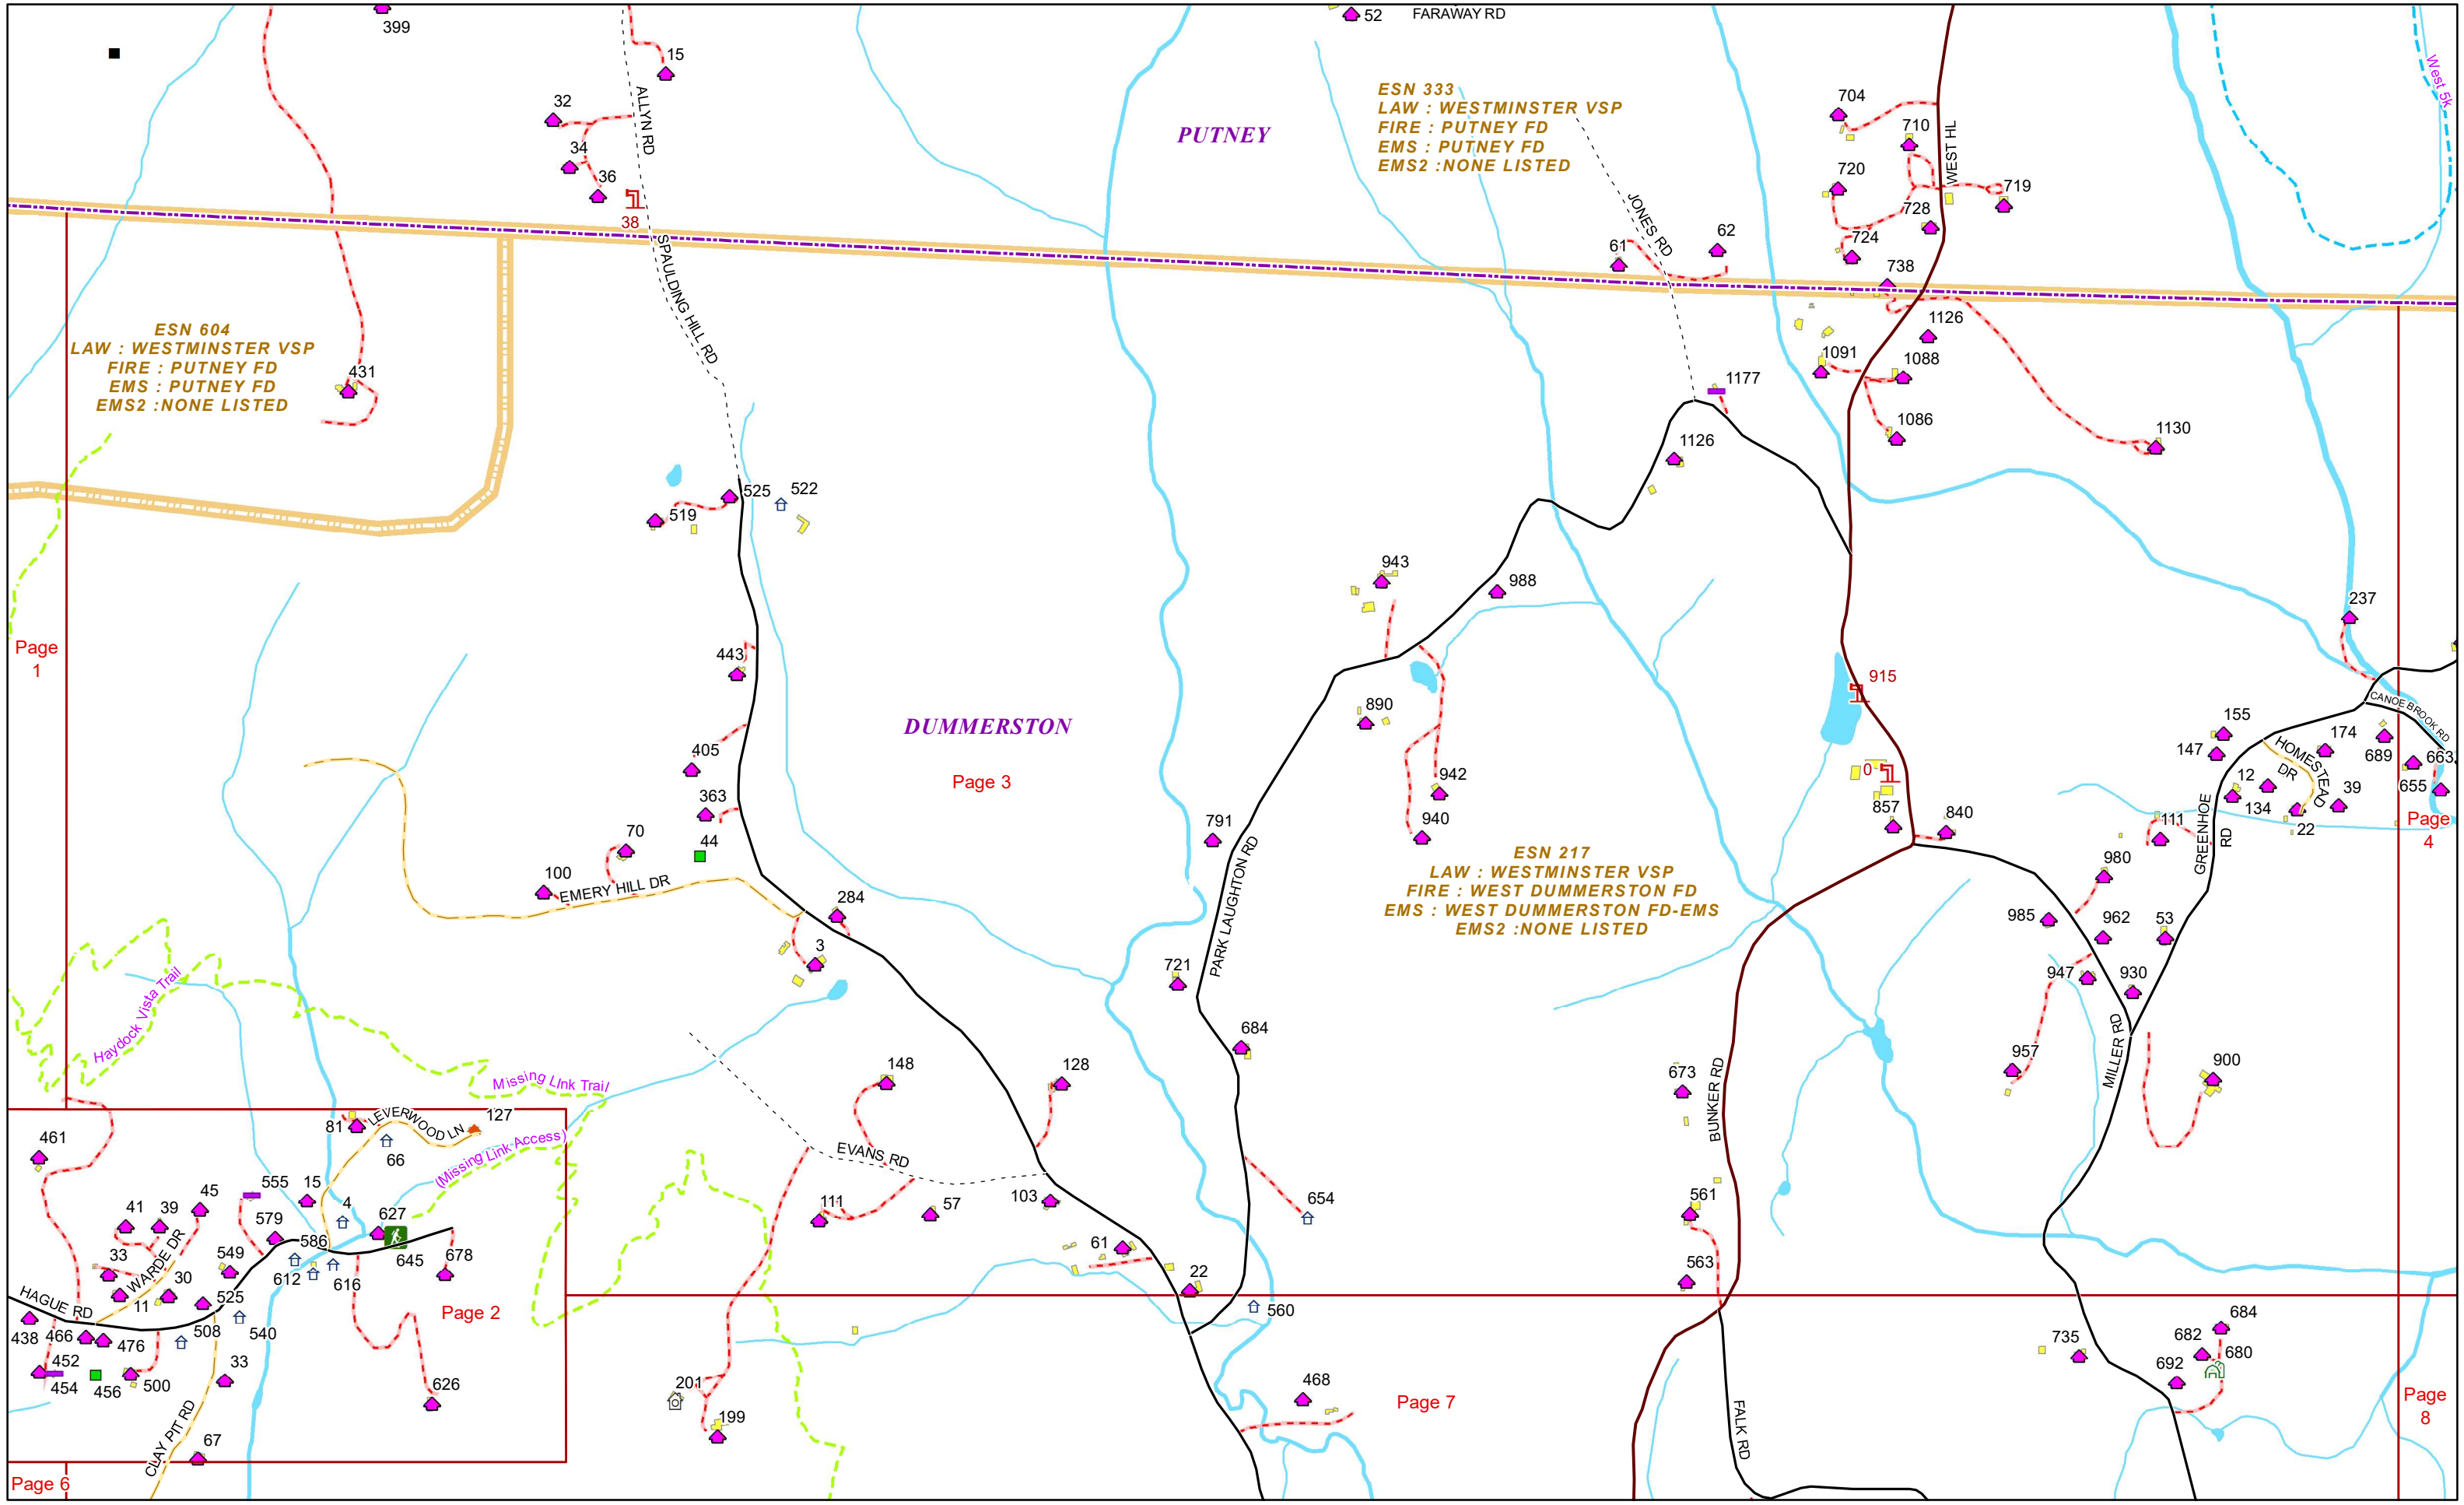 399
52
FARAWAY RD
15
ALLYN RD
32
34
36
38
PUTNEY
ESN 333
LAW : WESTMINSTER VSP
FIRE : PUTNEY FD
EMS : PUTNEY FD
EMS2 :NONE LISTED
704
710
WEST HL
720
719
728
724
738
West 5k
JONES RD
61
62
SPAULDING HILL RD
ESN 604
LAW : WESTMINSTER VSP
FIRE : PUTNEY FD
EMS : PUTNEY FD
EMS2 :NONE LISTED
431
1126
1091
1088
1177
1086
1126
1130
525
522
519
943
988
237
Page
1
443
915
890
DUMMERSTON
Page 3
405
363
44
70
100
EMERY HILL DR
284
3
942
940
791
PARK LAUGHTON RD
721
684
0
857
840
ESN 217
LAW : WESTMINSTER VSP
FIRE : WEST DUMMERSTON FD
EMS : WEST DUMMERSTON FD-EMS
EMS2 :NONE LISTED
CANOE BROOK RD
155
147
174
689
663
655
HOMESTEAD
DR
12
134
22
39
Page
4
GREENHOE
RD
111
980
985
962
53
947
930
957
900
MILLER RD
673
BUNKER RD
561
563
Haydock Vista Trail
Missing LInk Trail
(Missing Link Access)
148
128
EVANS RD
111
57
103
61
22
654
560
461
81
LEVERWOOD LN
127
66
555
15
4
627
645
678
45
41
39
33
WARDE DR
579
586
549
612
616
30
11
525
HAGUE RD
438
466
476
508
540
452
454
456
500
33
626
67
CLAY PIT RD
Page 2
Page 6
201
199
468
Page 7
FALK RD
735
684
682
680
692
Page
8